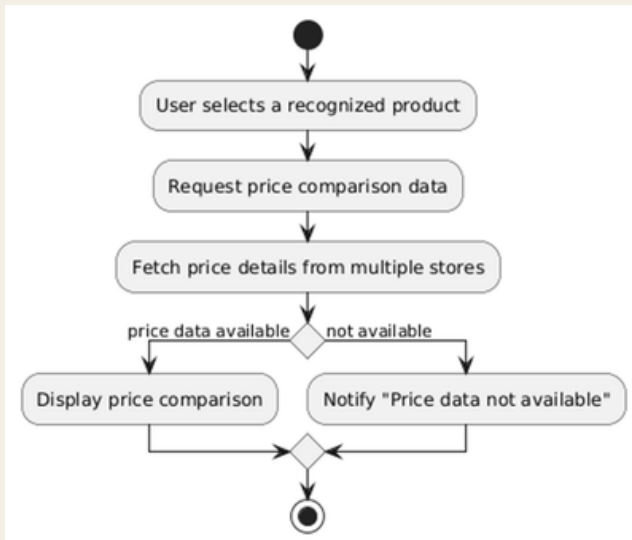 User selects a recognized product
Request price comparison data
Fetch price details from multiple stores
price data available
not available
Display price comparison
Notify "Price data not available"